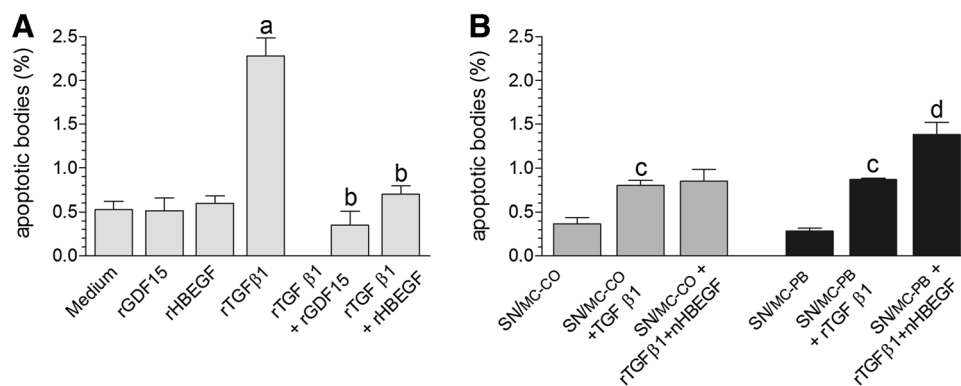 A
apoptotic bodies (%)
2.5
2.0
1.5
1.0
0.5
0.0
a
b
b
Medium
rGDF15
rHBEGF
rTGFβ1
rTGF β1
+ rGDF15
rTGF β1
+ rHBEGF
B
apoptotic bodies (%)
2.5
2.0
1.5
1.0
0.5
0.0
c
c
d
SN/MC-CO
SN/MC-CO
+TGF β1
SN/MC-CO +
rTGFβ1+nHBEGF
SN/MC-PB
SN/MC-PB
+ rTGF β1
SN/MC-PB +
rTGFβ1+nHBEGF